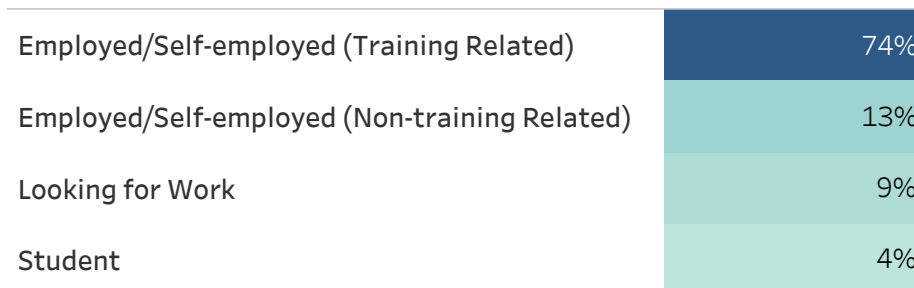 Employed/Self-employed (Training Related) 74%
Employed/Self-employed (Non-training Related) 13%
Looking for Work 9%
Student 4%